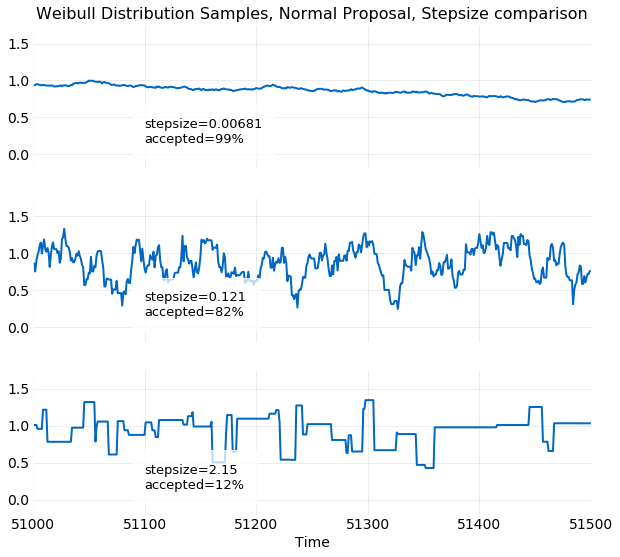 Weibull Distribution Samples, Normal Proposal, Stepsize comparison
1.5
1.0
0.5
0.0
stepsize=0.00681
accepted=99%
1.5
1.0
0.5
0.0
stepsize=0.121
accepted=82%
1.5
1.0
0.5
0.0
stepsize=2.15
accepted=12%
51000 51100 51200 51300 51400 51500
Time